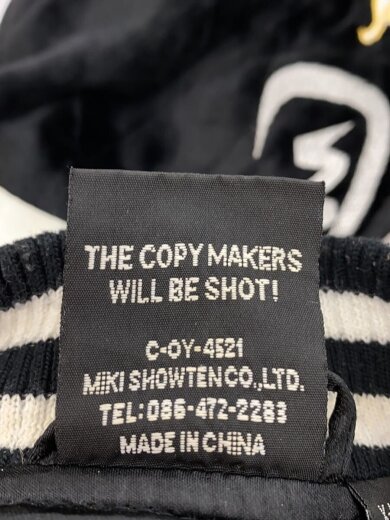 THE COPY MAKERS
WILL BE SHOT!
C-OY-4521
MIKI SHOWTEN CO.,LTD.
TEL:086-472-2283
MADE IN CHINA